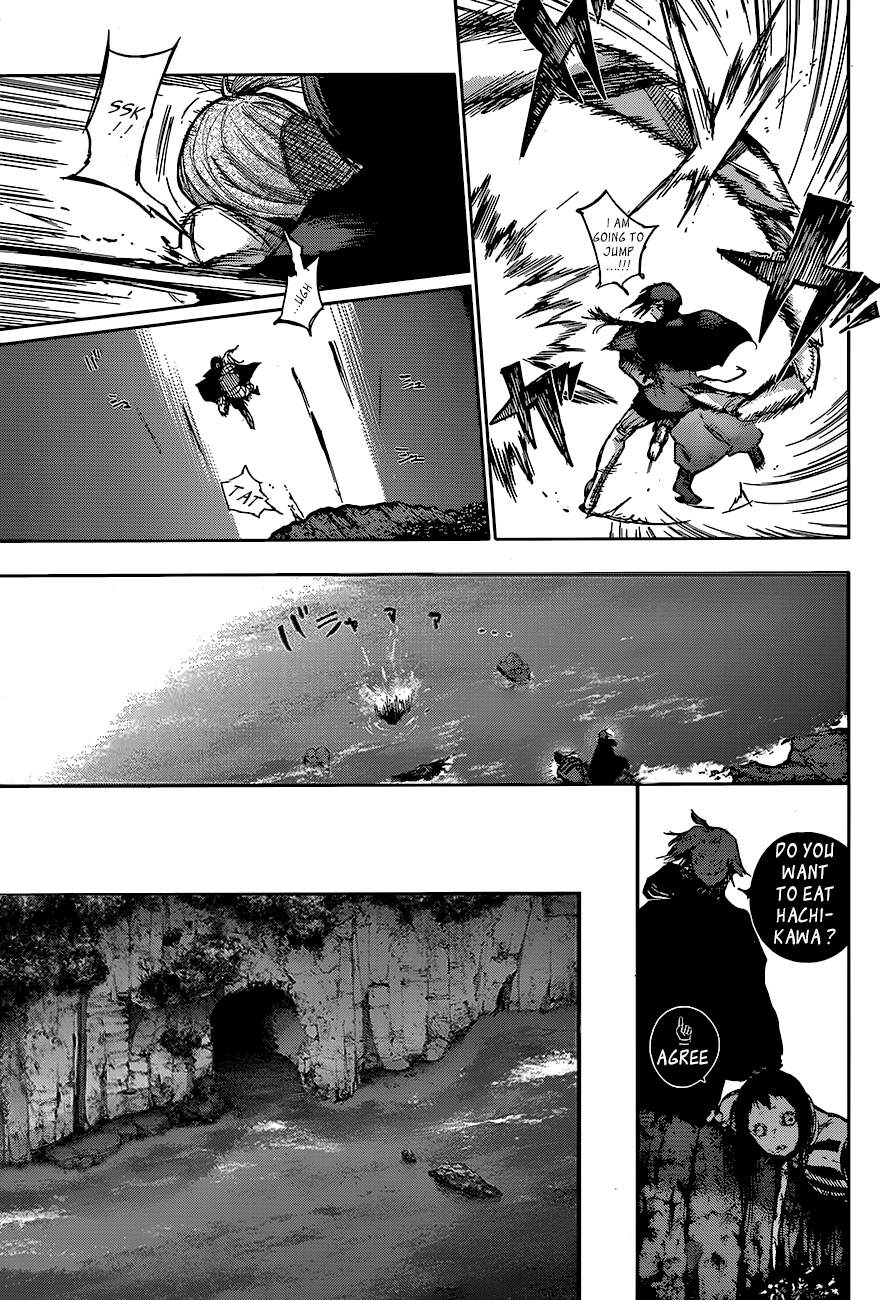 I AM
GOING TO
JUMP
.....!!!
SSK
!!!
...UGH
TAT
バシャァァ...
DO YOU
WANT
TO EAT
HACHI-
KAWA?
AGREE